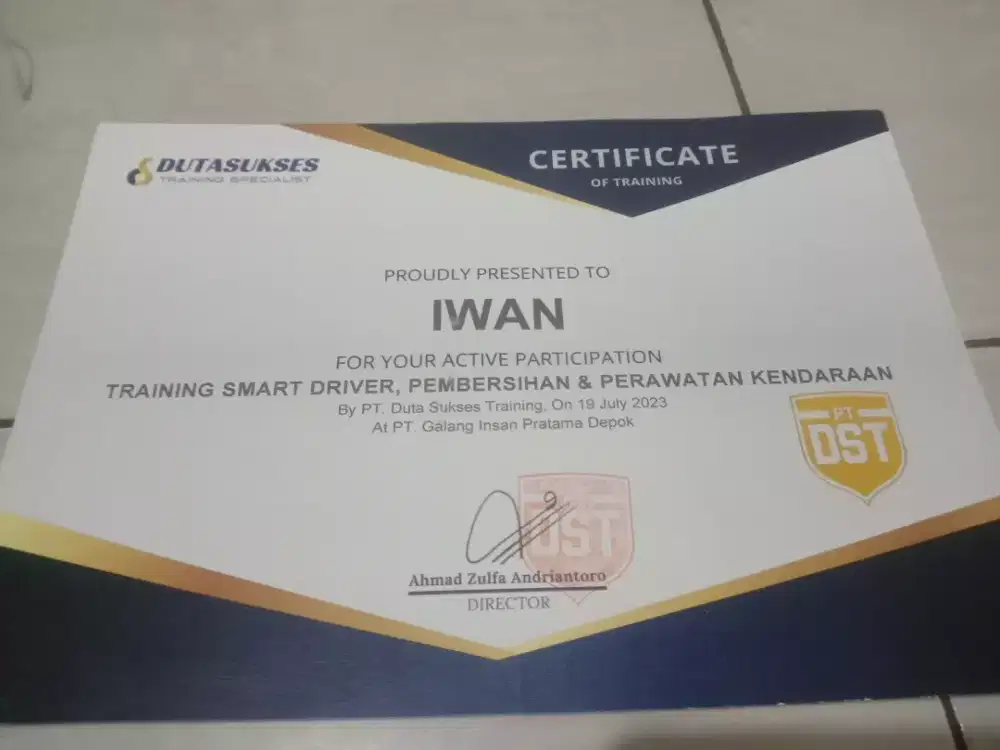 DUTASUKSES
TRAINING SPECIALIST
CERTIFICATE
OF TRAINING
PROUDLY PRESENTED TO
IWAN
FOR YOUR ACTIVE PARTICIPATION
TRAINING SMART DRIVER, PEMBERSIHAN & PERAWATAN KENDARAAN
By PT. Duta Sukses Training, On 19 July 2023
At PT. Galang Insan Pratama Depok
PT
DST
DST
Ahmad Zulfa Andriantoro
DIRECTOR